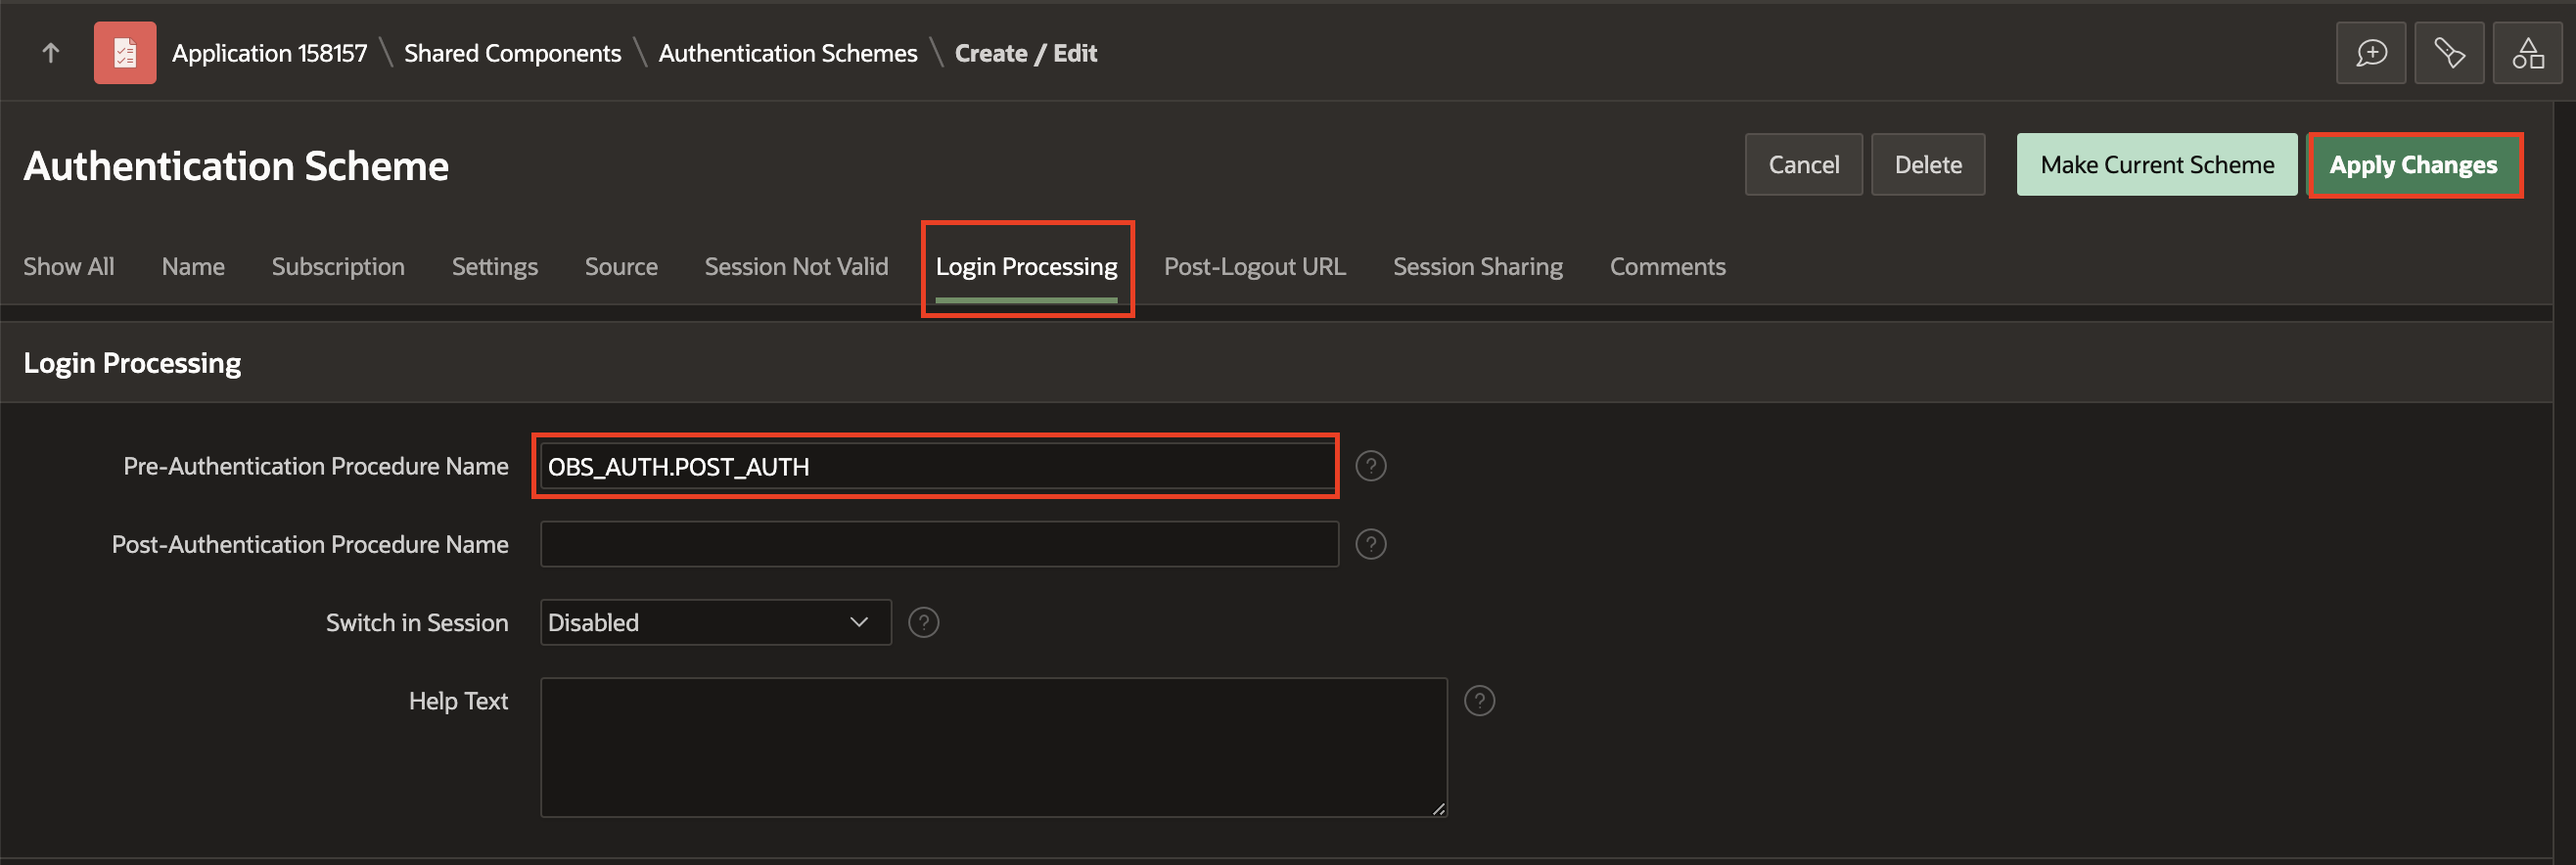 Application 158157 \ Shared Components \ Authentication Schemes \ Create / Edit
Authentication Scheme
Cancel Delete Make Current Scheme Apply Changes
Show All Name Subscription Settings Source Session Not Valid Login Processing Post-Logout URL Session Sharing Comments
Login Processing
Pre-Authentication Procedure Name OBS_AUTH.POST_AUTH ?
Post-Authentication Procedure Name ?
Switch in Session Disabled ?
Help Text ?